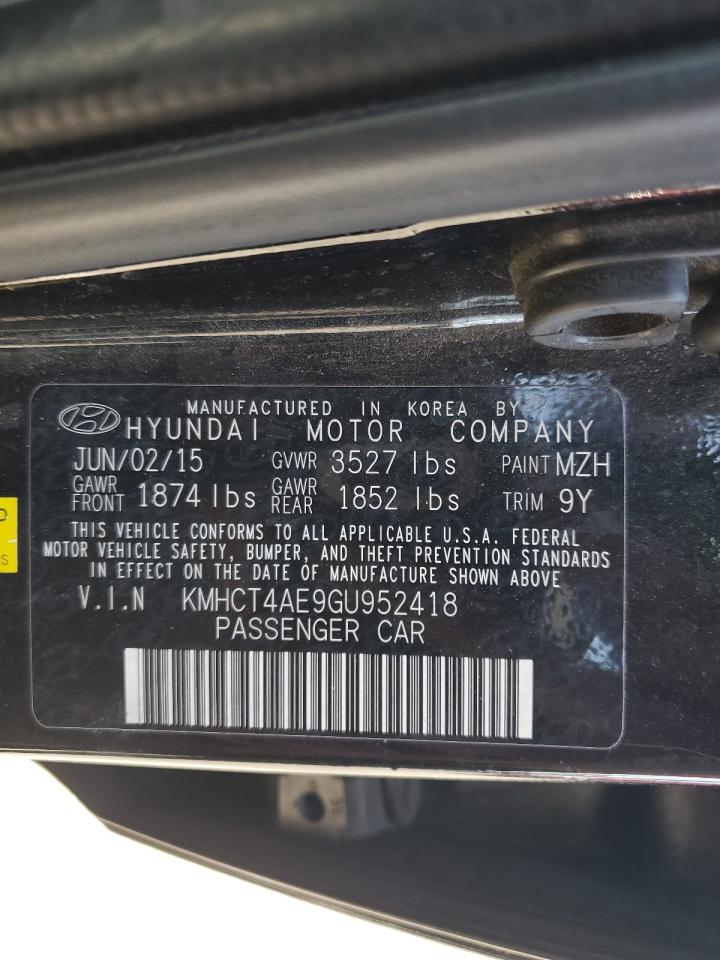 MANUFACTURED IN KOREA BY
HYUNDAI MOTOR COMPANY
JUN/02/15 GVWR 3527 lbs PAINT MZH
GAWR FRONT 1874 lbs GAWR REAR 1852 lbs TRIM 9Y
THIS VEHICLE CONFORMS TO ALL APPLICABLE U.S.A. FEDERAL
MOTOR VEHICLE SAFETY, BUMPER, AND THEFT PREVENTION STANDARDS
IN EFFECT ON THE DATE OF MANUFACTURE SHOWN ABOVE
V.I.N KMHCT4AE9GU952418
PASSENGER CAR